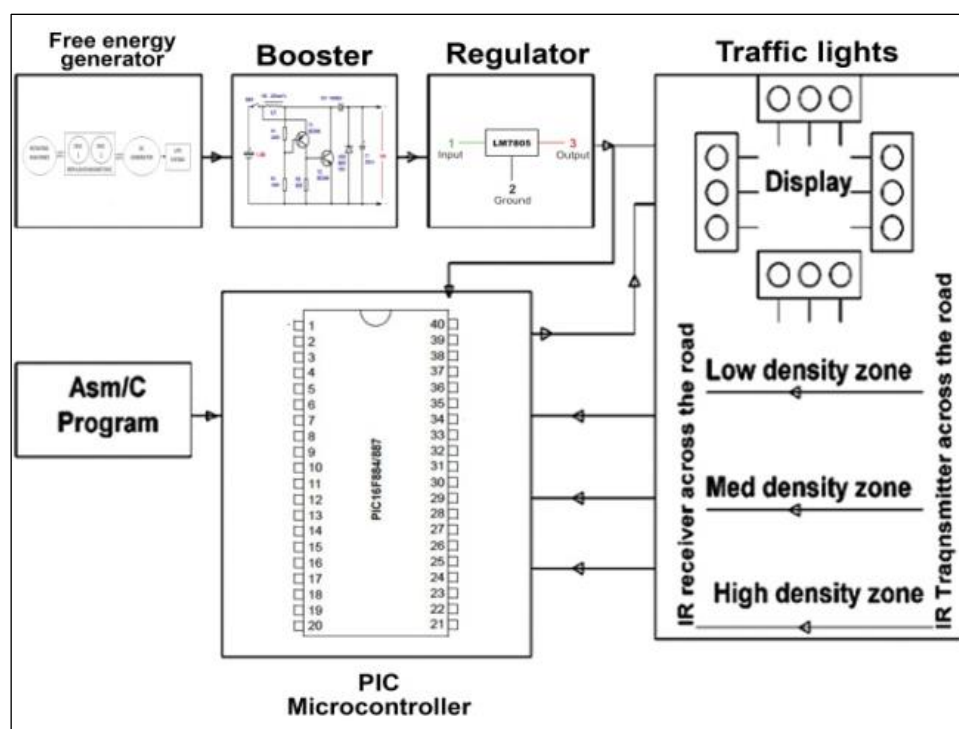 Free energy
generator
Booster
Regulator
Traffic lights
1
Input
LM7805
3
Output
2
Ground
Display
Asm/C
Program
1
2
3
4
5
6
7
8
9
10
11
12
13
14
15
16
17
18
19
20
PIC16F884/887
40
39
38
37
36
35
34
33
32
31
30
29
28
27
26
25
24
23
22
21
PIC
Microcontroller
IR receiver across the road
Low density zone
Med density zone
High density zone
IR Traqnsmitter across the road